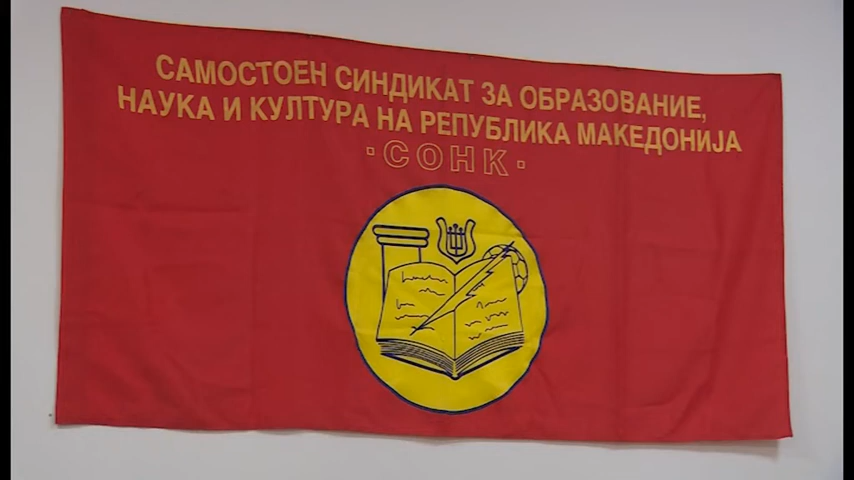 САМОСТОЕН СИНДИКАТ ЗА ОБРАЗОВАНИЕ,
НАУКА И КУЛТУРА НА РЕПУБЛИКА МАКЕДОНИЈА
·СОНК·